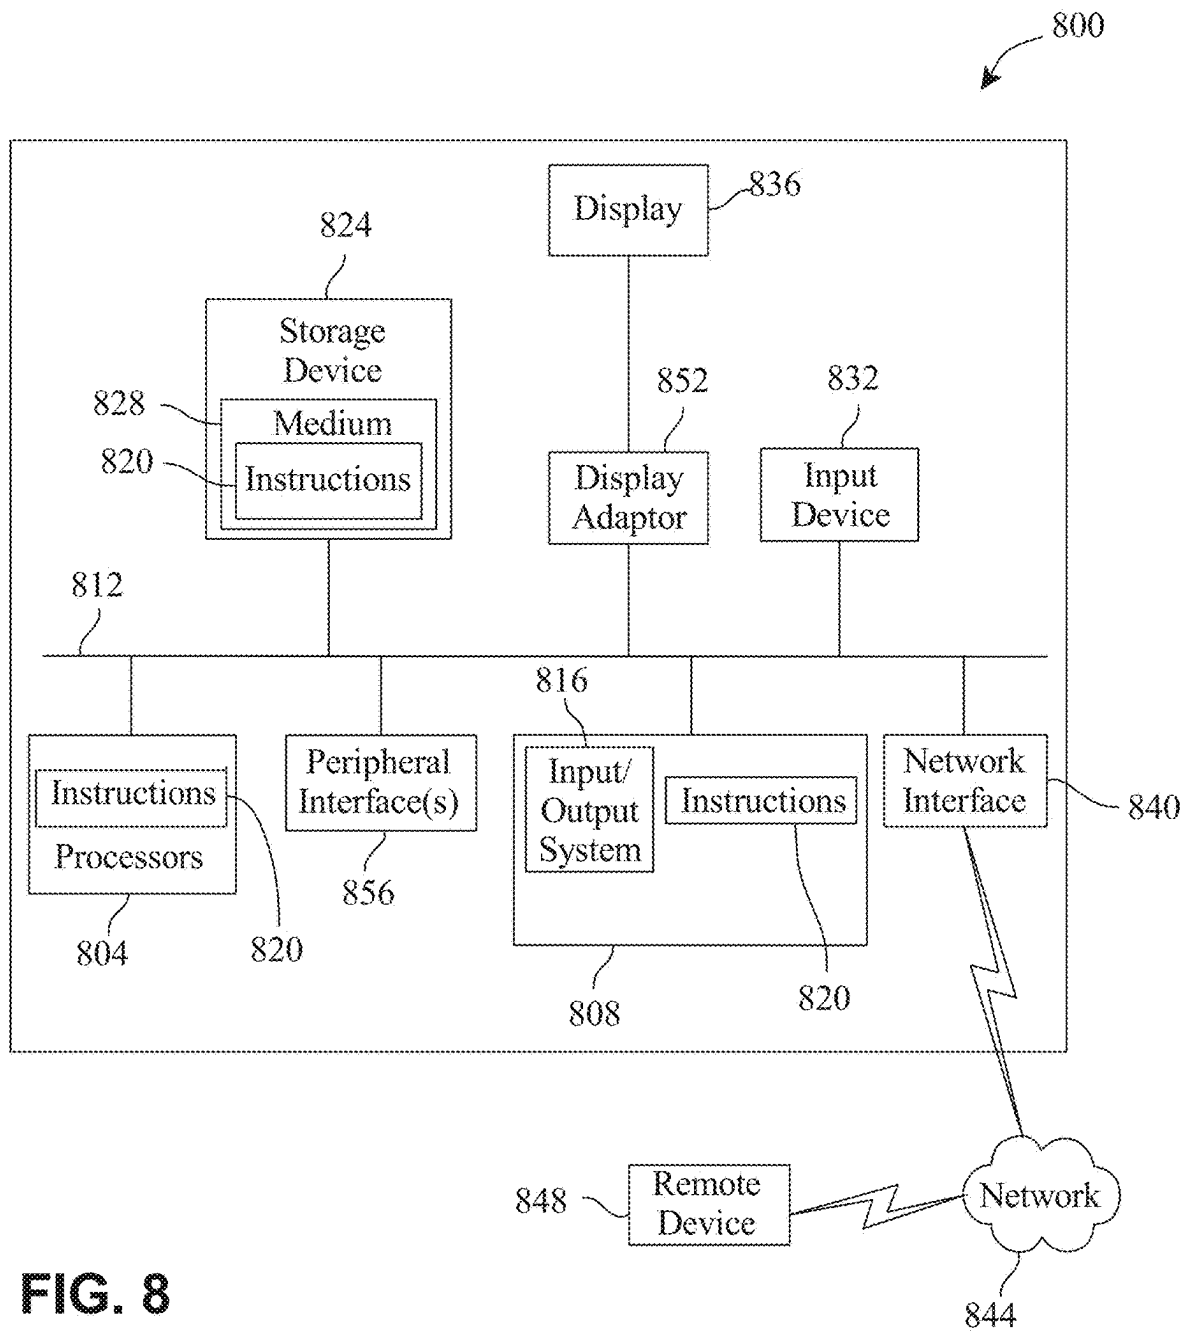 800
Display
836
824
Storage
Device
828
Medium
820
Instructions
852
Display
Adaptor
832
Input
Device
812
816
Instructions
Processors
804
820
Peripheral
Interface(s)
856
Input/
Output
System
Instructions
808
820
Network
Interface
840
848
Remote
Device
Network
844
FIG. 8